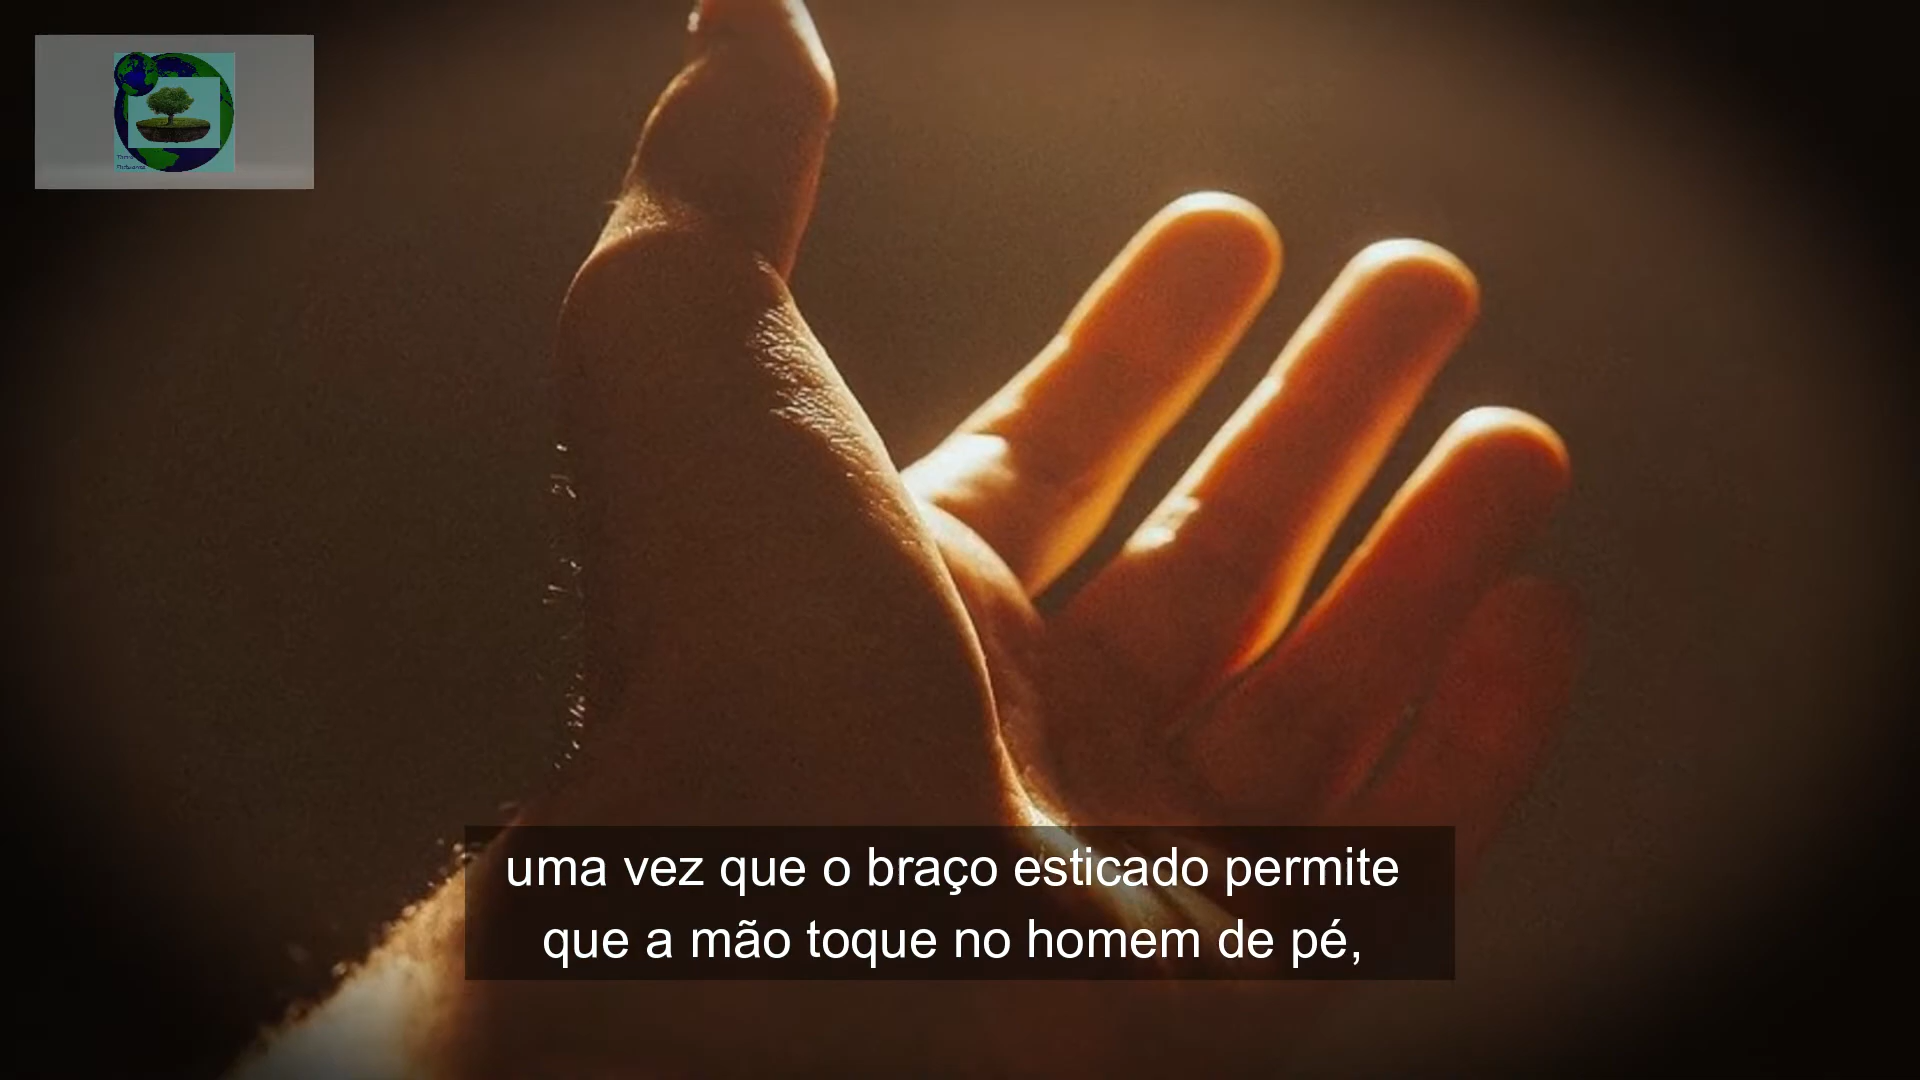 uma vez que o braço esticado permite
que a mão toque no homem de pé,